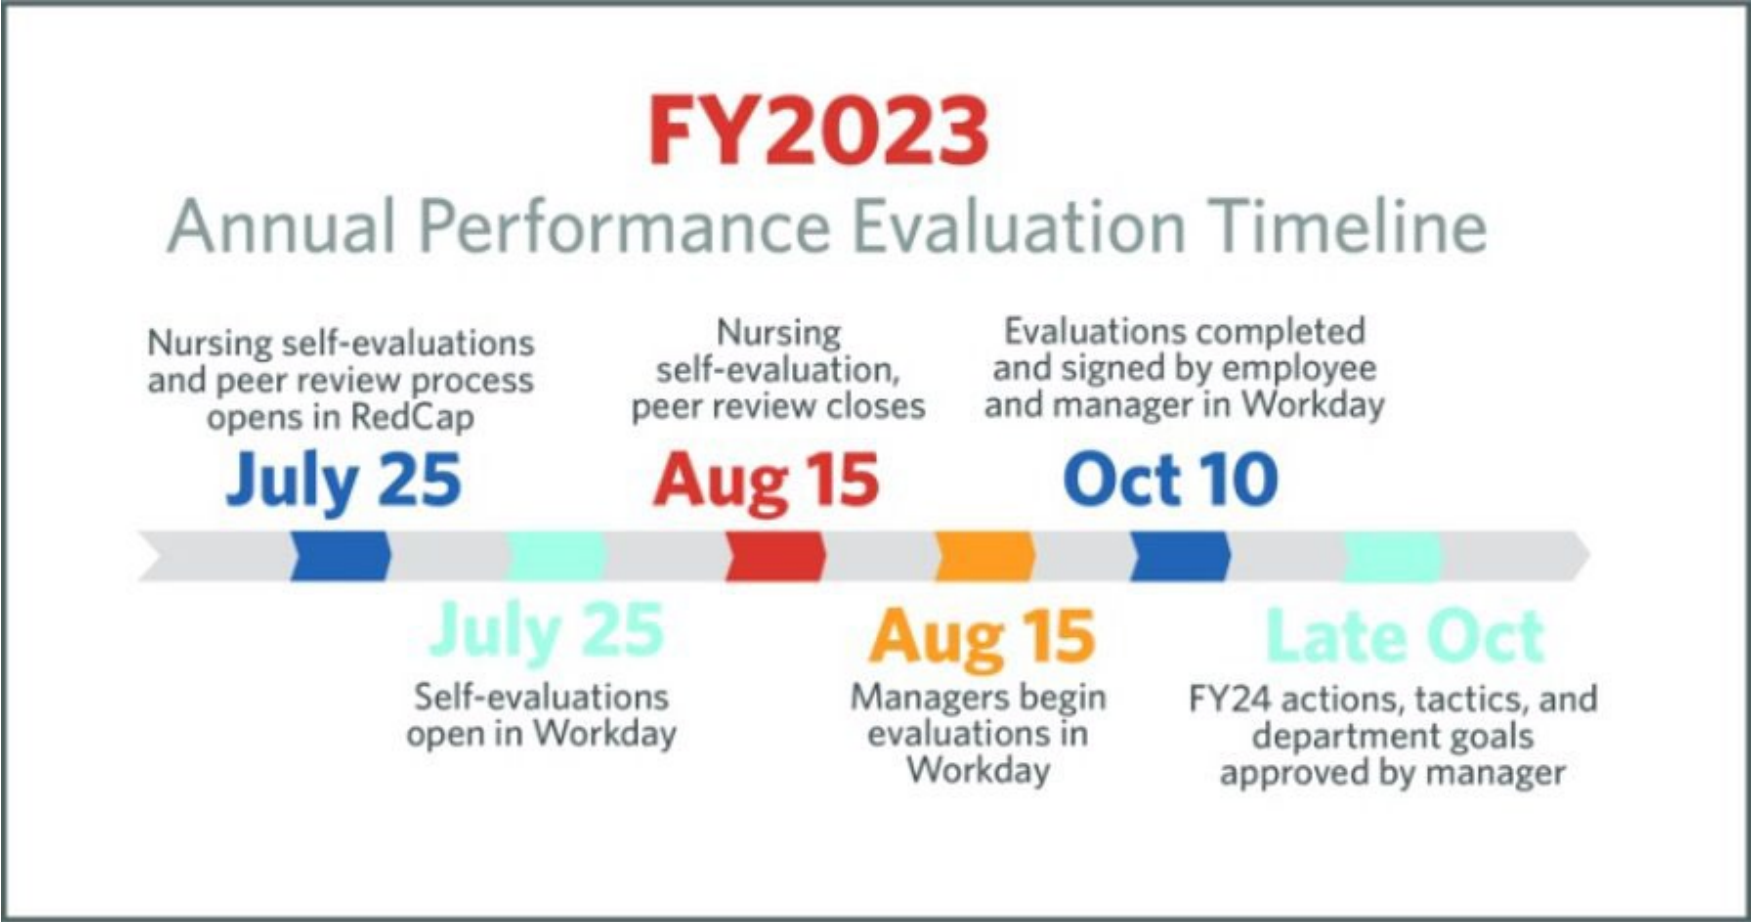 FY2023
Annual Performance Evaluation Timeline
Nursing self-evaluations
and peer review process
opens in RedCap
July 25
Nursing
self-evaluation,
peer review closes
Aug 15
Evaluations completed
and signed by employee
and manager in Workday
Oct 10
July 25
Self-evaluations
open in Workday
Aug 15
Managers begin
evaluations in
Workday
Late Oct
FY24 actions, tactics, and
department goals
approved by manager